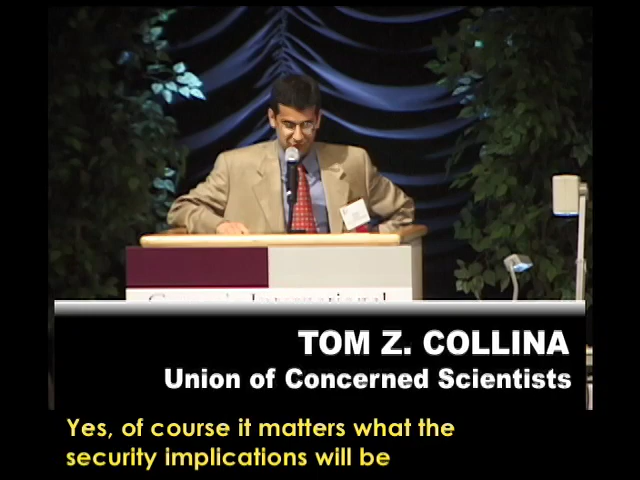 TOM Z. COLLINA
Union of Concerned Scientists
Yes, of course it matters what the
security implications will be